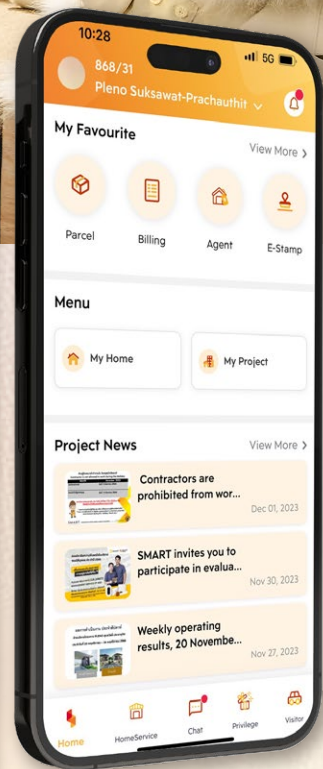 10:28
5G
868/31
Pleno Suksawat-Prachauthit
My Favourite
View More >
Parcel
Billing
Agent
E-Stamp
Menu
My Home
My Project
Project News
View More >
Contractors are
prohibited from wor...
Dec 01, 2023
SMART invites you to
participate in evalua...
Nov 30, 2023
Weekly operating
results, 20 Novembe...
Nov 27, 2023
Home
HomeService
Chat
Privilege
Visitor